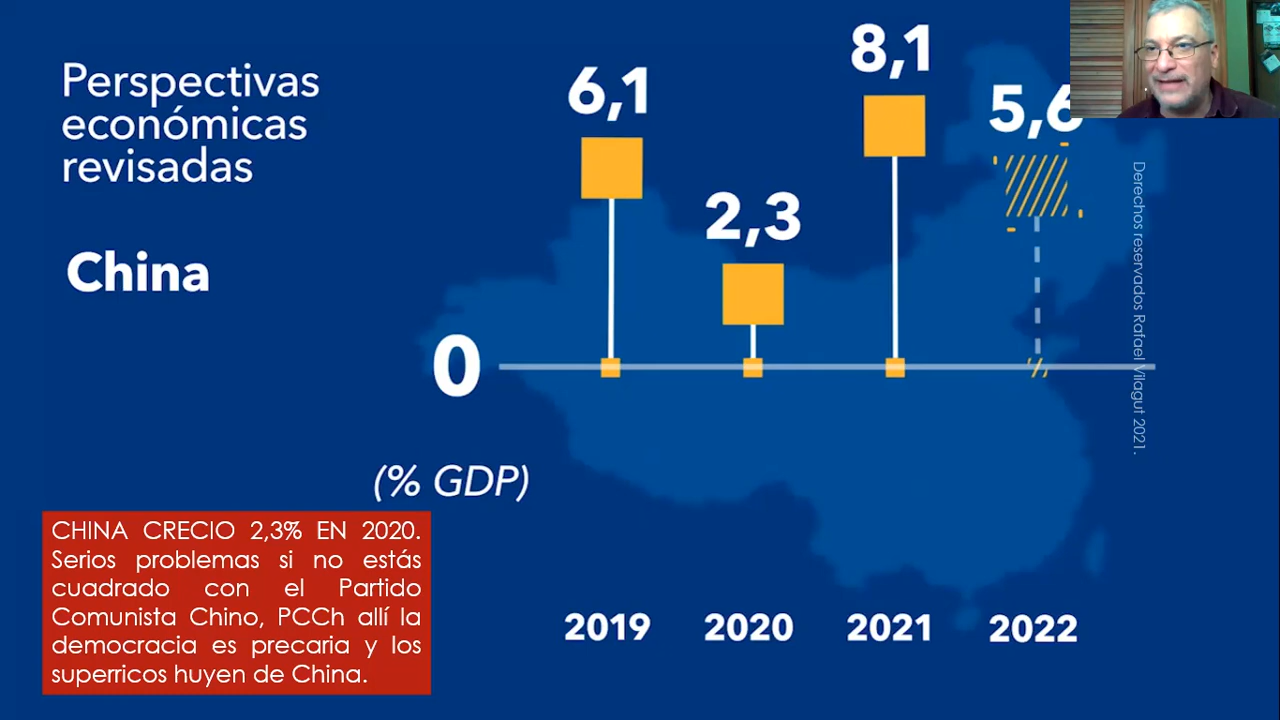 Perspectivas
económicas
revisadas
China
6,1
2,3
8,1
5,6
0
(% GDP)
2019
2020
2021
2022
CHINA CRECIO 2,3% EN 2020.
Serios problemas si no estás
cuadrado con el Partido
Comunista Chino, PCCh allí la
democracia es precaria y los
superricos huyen de China.
Derechos reservados Rafael Vilagut 2021.